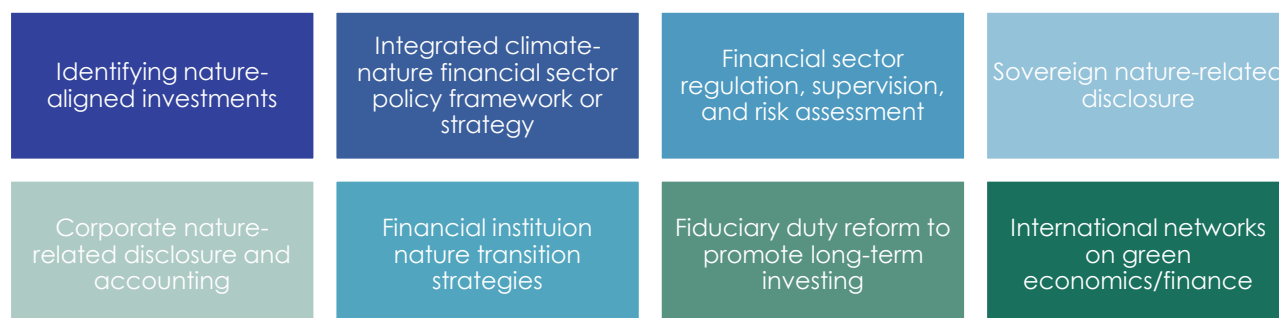 Identifying nature-
aligned investments
Integrated climate-
nature financial sector
policy framework or
strategy
Financial sector
regulation, supervision,
and risk assessment
Sovereign nature-related
disclosure
Corporate nature-
related disclosure and
accounting
Financial instituion
nature transition
strategies
Fiduciary duty reform to
promote long-term
investing
International networks
on green
economics/finance